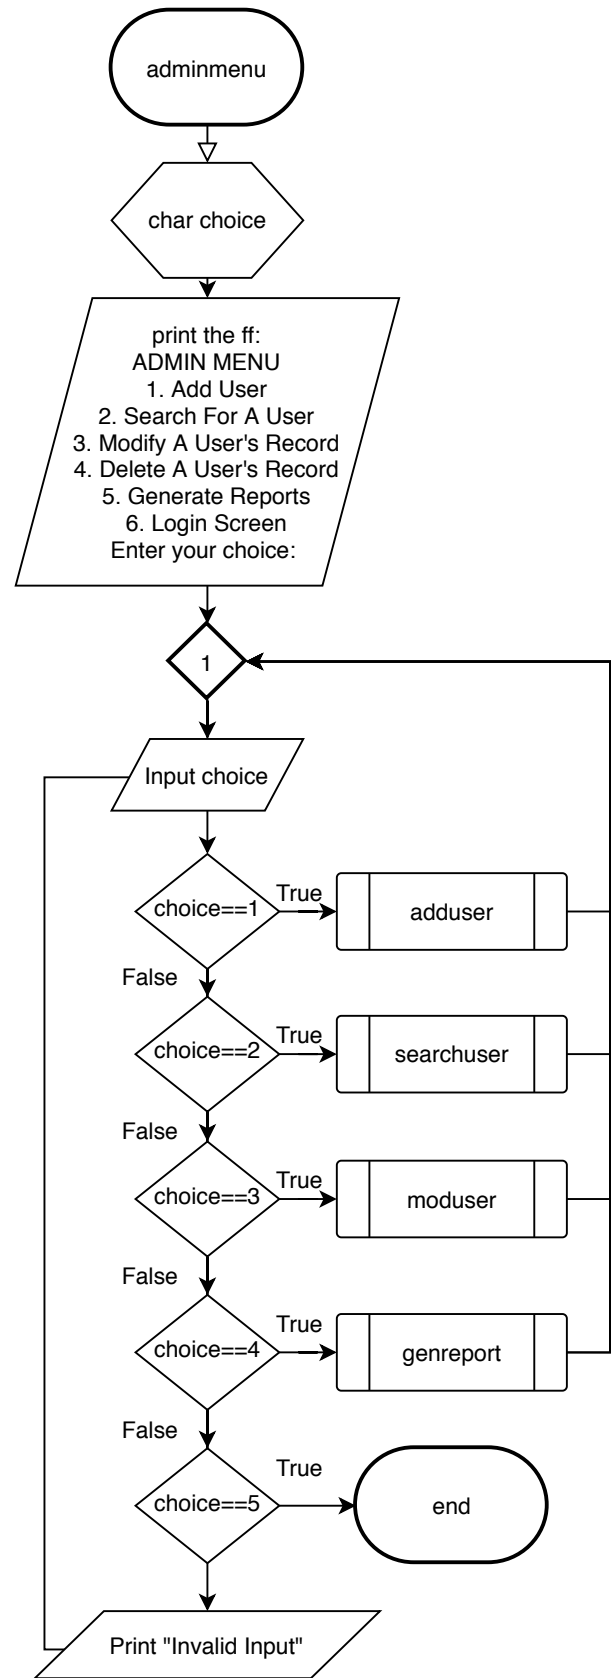 adminmenu
char choice
print the ff:
ADMIN MENU
1. Add User
2. Search For A User
3. Modify A User's Record
4. Delete A User's Record
5. Generate Reports
6. Login Screen
Enter your choice:
1
Input choice
choice==1
True
adduser
False
choice==2
True
searchuser
False
choice==3
True
moduser
False
choice==4
True
genreport
False
choice==5
True
end
Print "Invalid Input"